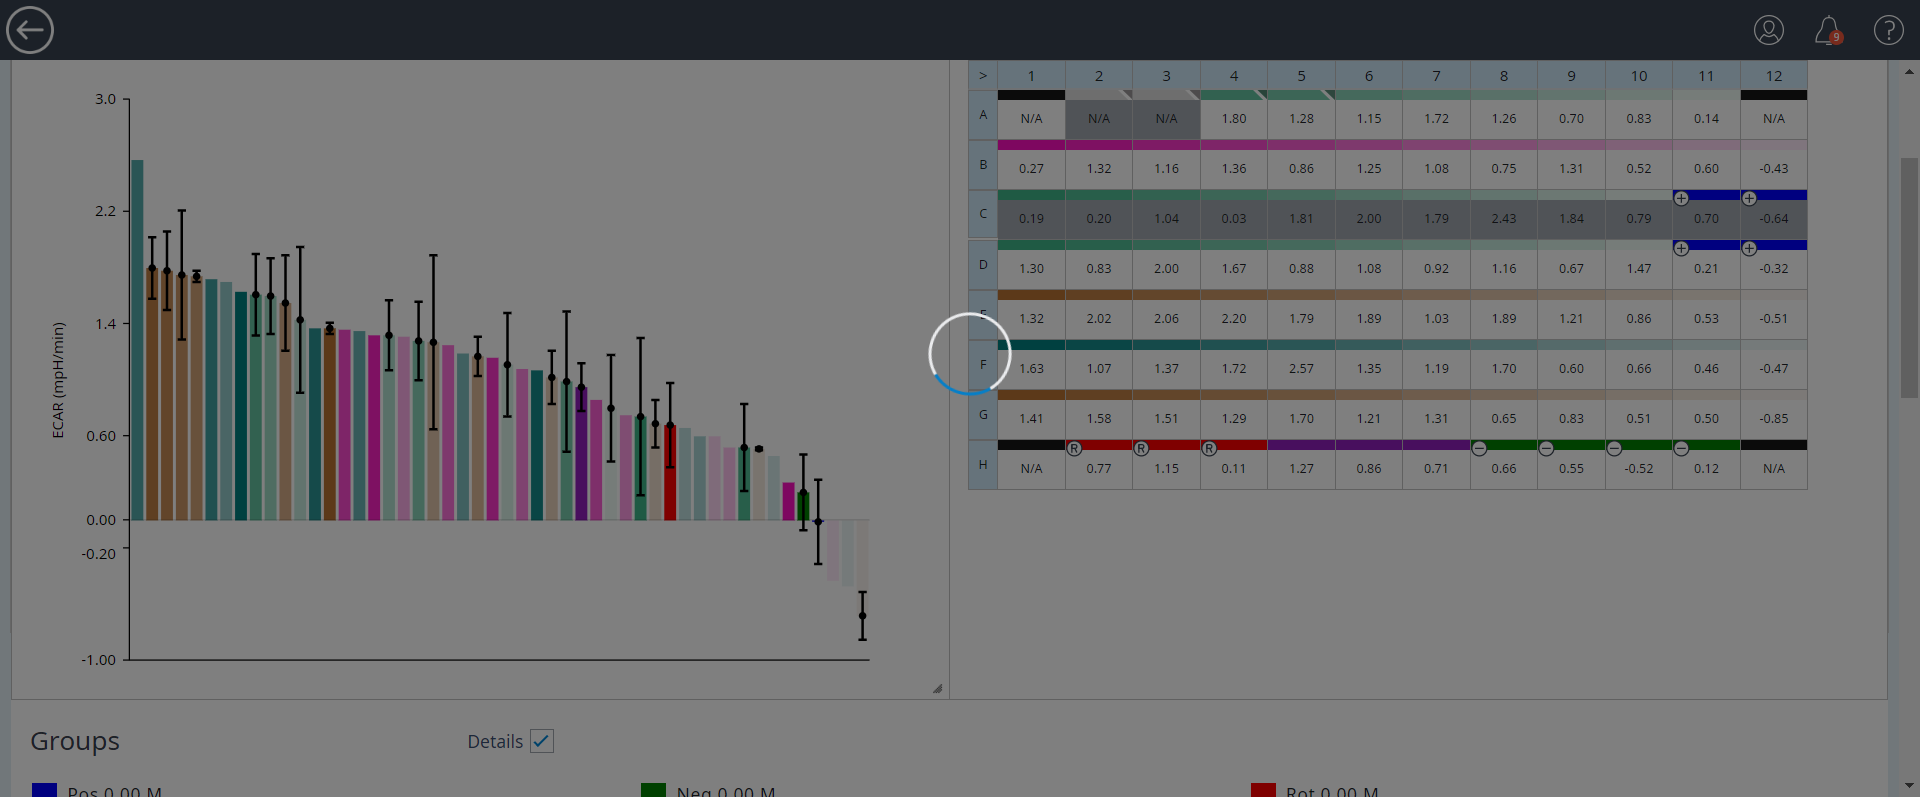 9 ?
3.0
2.2
1.4
0.60
0.00
-0.20
-1.00
ECAR (mpH/min)
> 1 2 3 4 5 6 7 8 9 10 11 12
A N/A N/A N/A 1.80 1.28 1.15 1.72 1.26 0.70 0.83 0.14 N/A
B 0.27 1.32 1.16 1.36 0.86 1.25 1.08 0.75 1.31 0.52 0.60 -0.43
+ +
C 0.19 0.20 1.04 0.03 1.81 2.00 1.79 2.43 1.84 0.79 0.70 -0.64
+ +
D 1.30 0.83 2.00 1.67 0.88 1.08 0.92 1.16 0.67 1.47 0.21 -0.32
E 1.32 2.02 2.06 2.20 1.79 1.89 1.03 1.89 1.21 0.86 0.53 -0.51
F 1.63 1.07 1.37 1.72 2.57 1.35 1.19 1.70 0.60 0.66 0.46 -0.47
G 1.41 1.58 1.51 1.29 1.70 1.21 1.31 0.65 0.83 0.51 0.50 -0.85
R R R − − − −
H N/A 0.77 1.15 0.11 1.27 0.86 0.71 0.66 0.55 -0.52 0.12 N/A
Groups
Details
Pos 0.00 M Neg 0.00 M Rot 0.00 M